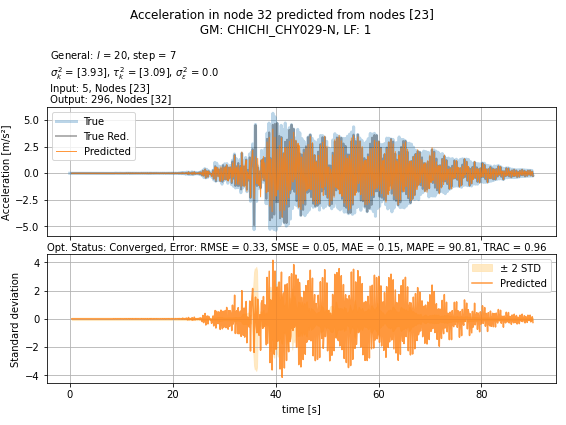 Acceleration in node 32 predicted from nodes [23]
GM: CHICHI_CHY029-N, LF: 1
General: l = 20, step = 7
σ²ₖ = [3.93], τ²ₖ = [3.09], σ²ε = 0.0
Input: 5, Nodes [23]
Output: 296, Nodes [32]
True
True Red.
Predicted
Acceleration [m/s²]
5.0
2.5
0.0
−2.5
−5.0
Opt. Status: Converged, Error: RMSE = 0.33, SMSE = 0.05, MAE = 0.15, MAPE = 90.81, TRAC = 0.96
± 2 STD
Predicted
Standard deviation
4
2
0
−2
−4
0 20 40 60 80
time [s]